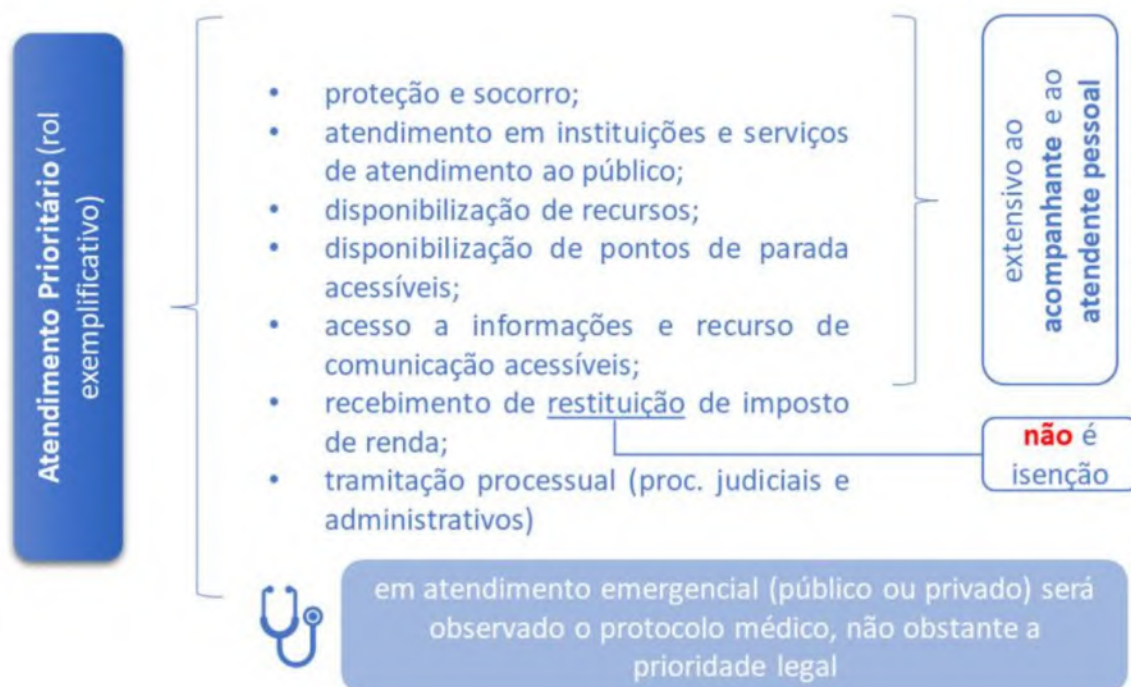 Atendimento Prioritário (rol
exemplificativo)
• proteção e socorro;
• atendimento em instituições e serviços
de atendimento ao público;
• disponibilização de recursos;
• disponibilização de pontos de parada
acessíveis;
• acesso a informações e recurso de
comunicação acessíveis;
• recebimento de restituição de imposto
de renda;
• tramitação processual (proc. judiciais e
administrativos)
extensivo ao
acompanhante e ao
atendente pessoal
não é
isenção
em atendimento emergencial (público ou privado) será
observado o protocolo médico, não obstante a
prioridade legal